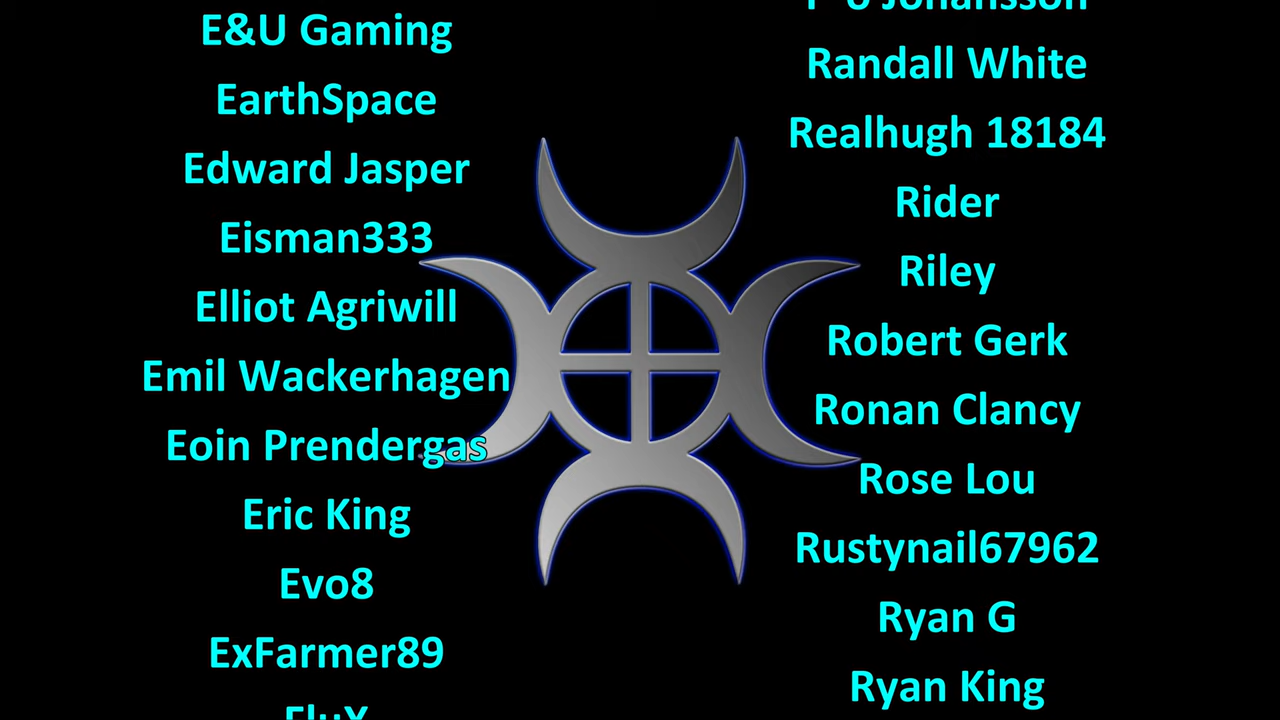 E&U Gaming
EarthSpace
Edward Jasper
Eisman333
Elliot Agriwill
Emil Wackerhagen
Eoin Prendergas
Eric King
Evo8
ExFarmer89
Johansson
Randall White
Realhugh 18184
Rider
Riley
Robert Gerk
Ronan Clancy
Rose Lou
Rustynail67962
Ryan G
Ryan King